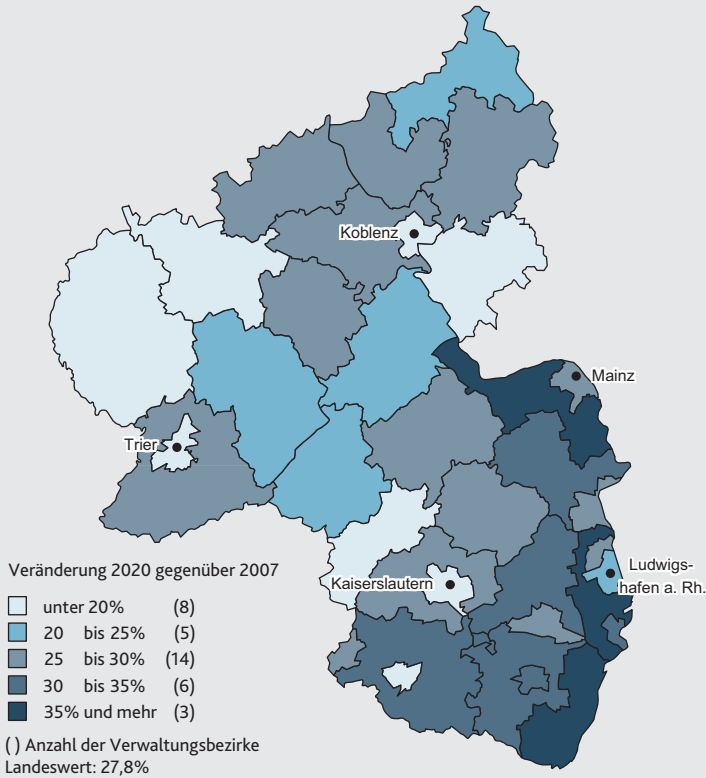 Koblenz
Mainz
Trier
Ludwigs-
hafen a. Rh.
Kaiserslautern
Veränderung 2020 gegenüber 2007
unter 20% (8)
20 bis 25% (5)
25 bis 30% (14)
30 bis 35% (6)
35% und mehr (3)
( ) Anzahl der Verwaltungsbezirke
Landeswert: 27,8%